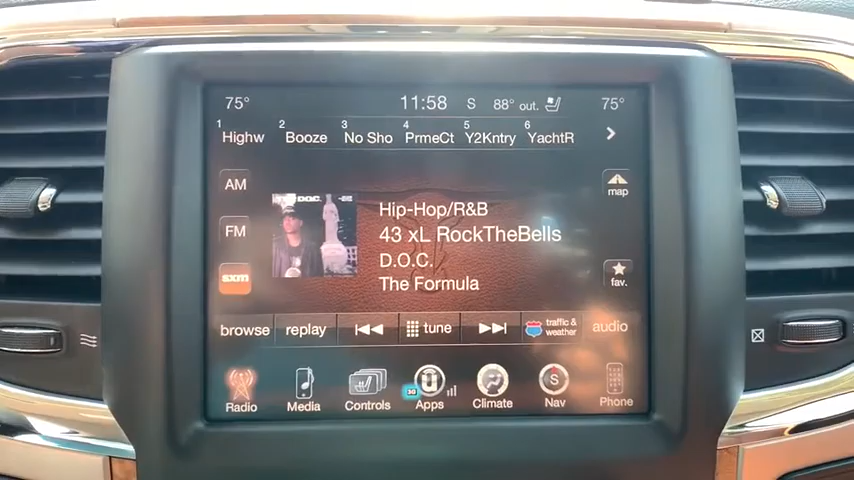 75° 11:58 S 88° out. 75°
1 Highw 2 Booze 3 No Sho 4 PrmeCt 5 Y2Kntry 6 YachtR
AM
map
D.O.C.
Hip-Hop/R&B
FM
43 xL RockTheBells
D.O.C.
sxm
fav.
The Formula
browse replay tune traffic & weather audio
3G
S
Radio Media Controls Apps Climate Nav Phone